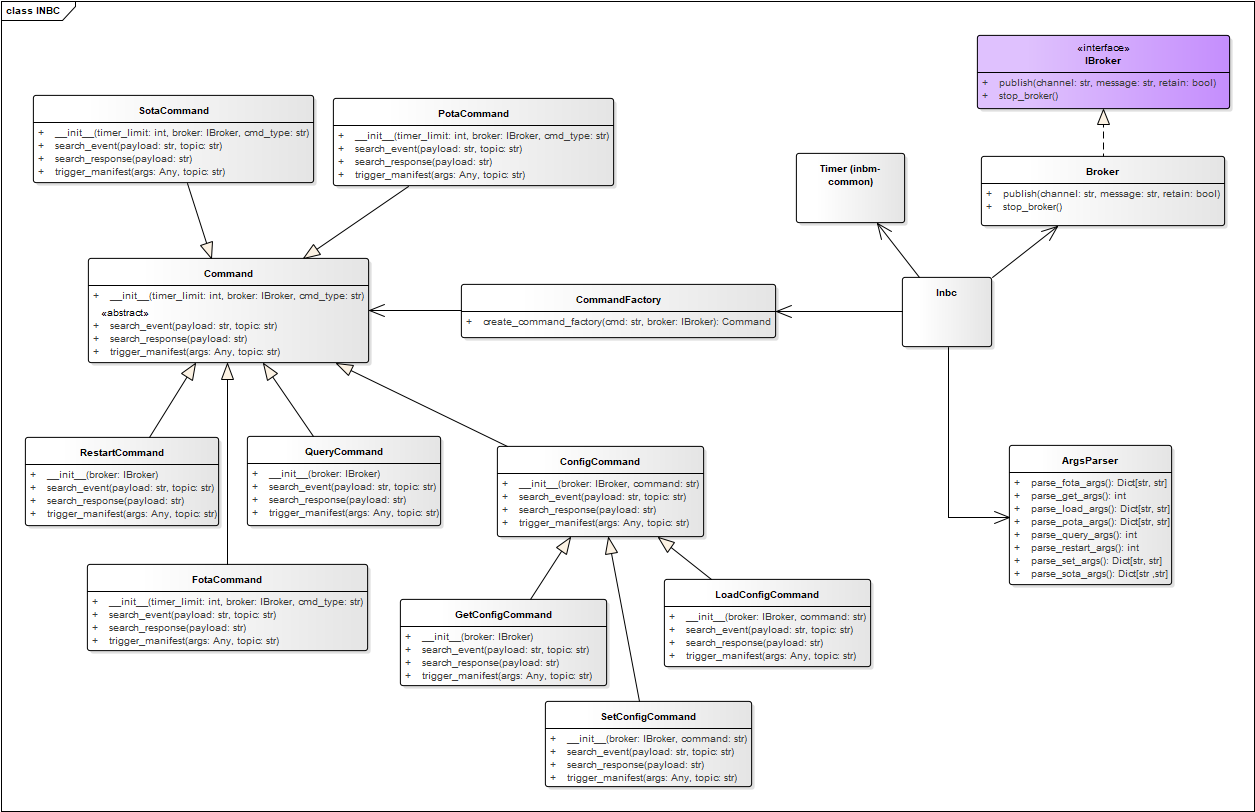 class INBC
«interface»
IBroker
+ publish(channel: str, message: str, retain: bool)
+ stop_broker()
SotaCommand
+ __init__(timer_limit: int, broker: IBroker, cmd_type: str)
+ search_event(payload: str, topic: str)
+ search_response(payload: str)
+ trigger_manifest(args: Any, topic: str)
PotaCommand
+ __init__(timer_limit: int, broker: IBroker, cmd_type: str)
+ search_event(payload: str, topic: str)
+ search_response(payload: str)
+ trigger_manifest(args: Any, topic: str)
Timer (inbm-
common)
Broker
+ publish(channel: str, message: str, retain: bool)
+ stop_broker()
Command
+ __init__(timer_limit: int, broker: IBroker, cmd_type: str)
«abstract»
+ search_event(payload: str, topic: str)
+ search_response(payload: str)
+ trigger_manifest(args: Any, topic: str)
CommandFactory
+ create_command_factory(cmd: str, broker: IBroker): Command
Inbc
RestartCommand
+ __init__(broker: IBroker)
+ search_event(payload: str, topic: str)
+ search_response(payload: str)
+ trigger_manifest(args: Any, topic: str)
QueryCommand
+ __init__(broker: IBroker)
+ search_event(payload: str, topic: str)
+ search_response(payload: str)
+ trigger_manifest(args: Any, topic: str)
ConfigCommand
+ __init__(broker: IBroker, command: str)
+ search_event(payload: str, topic: str)
+ search_response(payload: str)
+ trigger_manifest(args: Any, topic: str)
ArgsParser
+ parse_fota_args(): Dict[str, str]
+ parse_get_args(): int
+ parse_load_args(): Dict[str, str]
+ parse_pota_args(): Dict[str, str]
+ parse_query_args(): int
+ parse_restart_args(): int
+ parse_set_args(): Dict[str, str]
+ parse_sota_args(): Dict[str ,str]
FotaCommand
+ __init__(timer_limit: int, broker: IBroker, cmd_type: str)
+ search_event(payload: str, topic: str)
+ search_response(payload: str)
+ trigger_manifest(args: Any, topic: str)
GetConfigCommand
+ __init__(broker: IBroker)
+ search_event(payload: str, topic: str)
+ search_response(payload: str)
+ trigger_manifest(args: Any, topic: str)
LoadConfigCommand
+ __init__(broker: IBroker, command: str)
+ search_event(payload: str, topic: str)
+ search_response(payload: str)
+ trigger_manifest(args: Any, topic: str)
SetConfigCommand
+ __init__(broker: IBroker, command: str)
+ search_event(payload: str, topic: str)
+ search_response(payload: str)
+ trigger_manifest(args: Any, topic: str)